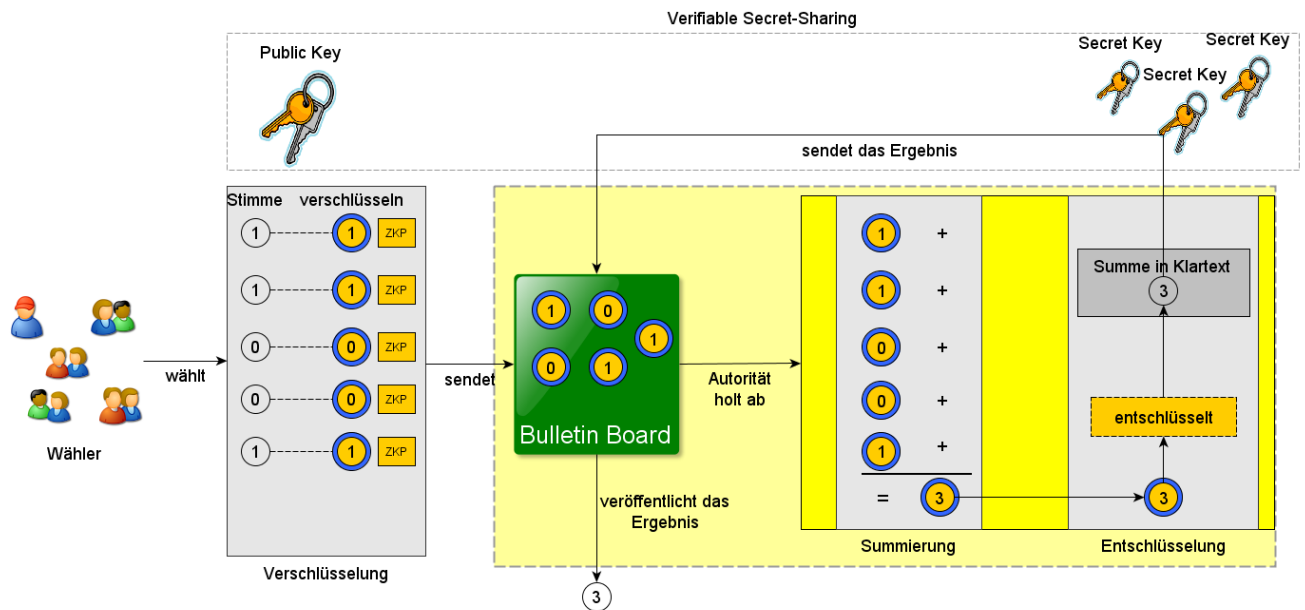 Verifiable Secret-Sharing
Public Key
Secret Key
Secret Key
Secret Key
sendet das Ergebnis
Stimme verschlüsseln
1 1 ZKP
1 1 ZKP
0 0 ZKP
0 0 ZKP
1 1 ZKP
Verschlüsselung
Wähler
wählt
sendet
1 0
1
0 1
Bulletin Board
veröffentlicht das
Ergebnis
3
Autorität
holt ab
1 +
1 +
0 +
0 +
1 +
= 3
Summierung
Summe in Klartext
3
entschlüsselt
3
Entschlüsselung